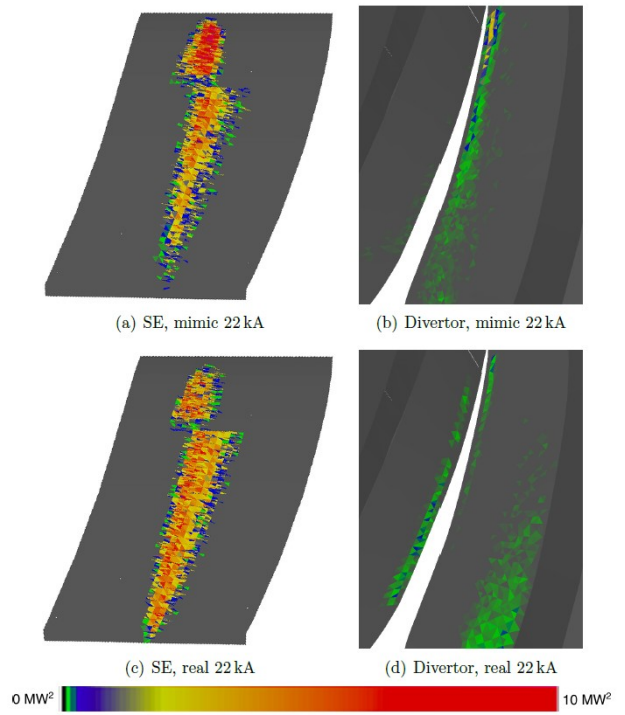 (a) SE, mimic 22 kA
(b) Divertor, mimic 22 kA
(c) SE, real 22 kA
(d) Divertor, real 22 kA
0 MW²
10 MW²